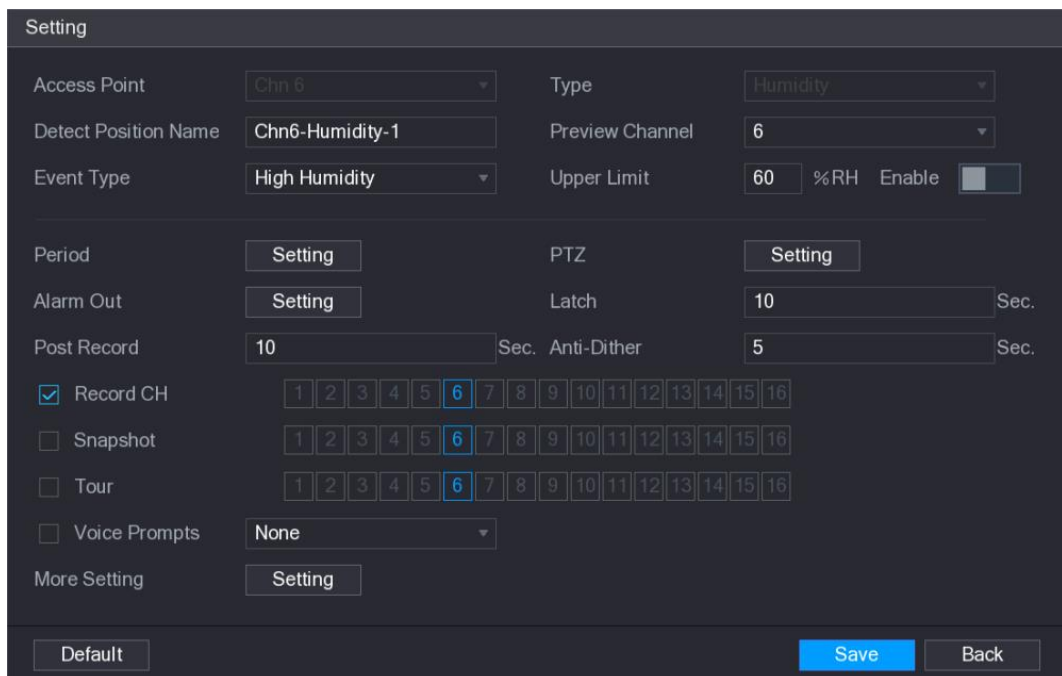 Setting
Access Point Chn 6 Type Humidity
Detect Position Name Chn6-Humidity-1 Preview Channel 6
Event Type High Humidity Upper Limit 60 %RH Enable
Period Setting PTZ Setting
Alarm Out Setting Latch 10 Sec.
Post Record 10 Sec. Anti-Dither 5 Sec.
Record CH 1 2 3 4 5 6 7 8 9 10 11 12 13 14 15 16
Snapshot 1 2 3 4 5 6 7 8 9 10 11 12 13 14 15 16
Tour 1 2 3 4 5 6 7 8 9 10 11 12 13 14 15 16
Voice Prompts None
More Setting Setting
Default Save Back